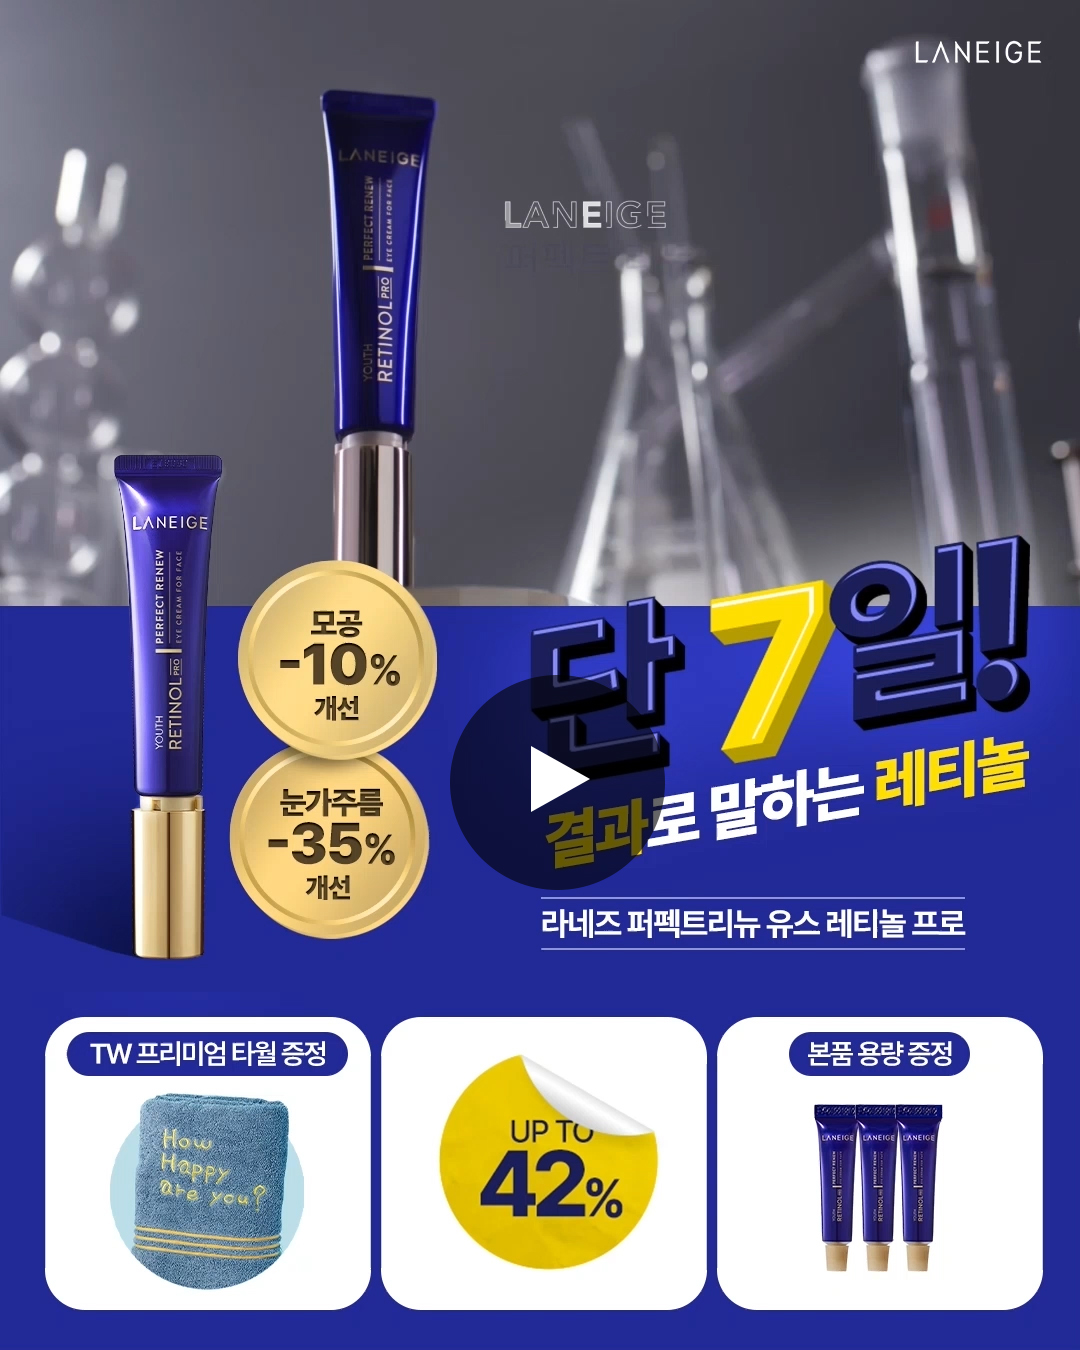 LANEIGE
LANEIGE
LANEIGE
YOUTH
RETINOL PRO
PERFECT RENEW
EYE CREAM FOR FACE
LANEIGE
YOUTH
RETINOL PRO
PERFECT RENEW
EYE CREAM FOR FACE
모공
-10%
개선
눈가주름
-35%
개선
단 7일!
결과로 말하는 레티놀
라네즈 퍼펙트리뉴 유스 레티놀 프로
TW 프리미엄 타월 증정
How
Happy
are you?
UP TO
42%
본품 용량 증정
LANEIGE
LANEIGE
LANEIGE